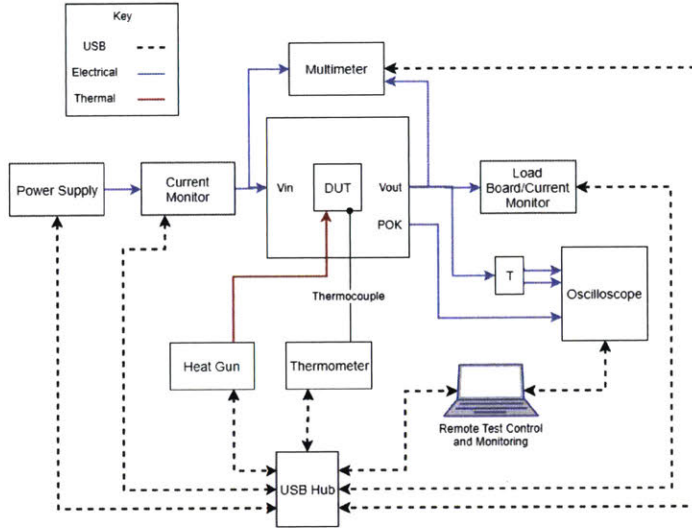 Key
USB
Electrical
Thermal
Multimeter
Power Supply
Current
Monitor
Vin
DUT
Vout
POK
Load
Board/Current
Monitor
T
Oscilloscope
Thermocouple
Heat Gun
Thermometer
Remote Test Control
and Monitoring
USB Hub